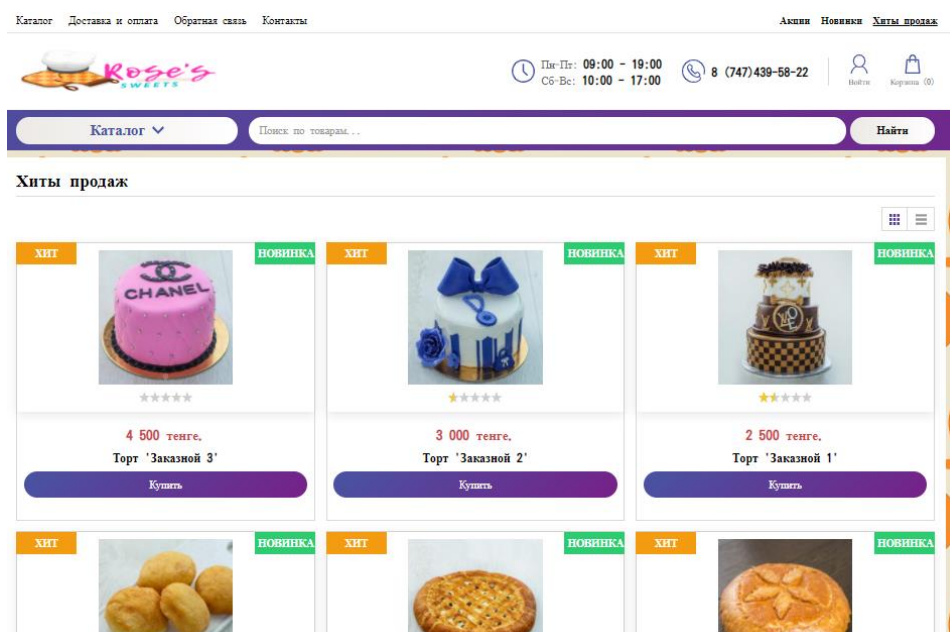 Каталог Доставка и оплата Обратная связь Контакты Акции Новинки Хиты продаж
Rose's
SWEETS
Пн-Пт: 09:00 - 19:00
Сб-Вс: 10:00 - 17:00
8 (747)439-58-22
Войти
Корзина (0)
Каталог
Поиск по товарам...
Найти
Хиты продаж
ХИТ НОВИНКА ХИТ НОВИНКА ХИТ НОВИНКА
CHANEL
4 500 тенге, 3 000 тенге, 2 500 тенге,
Торт 'Заказной 3' Торт 'Заказной 2' Торт 'Заказной 1'
Купить Купить Купить
ХИТ НОВИНКА ХИТ НОВИНКА ХИТ НОВИНКА